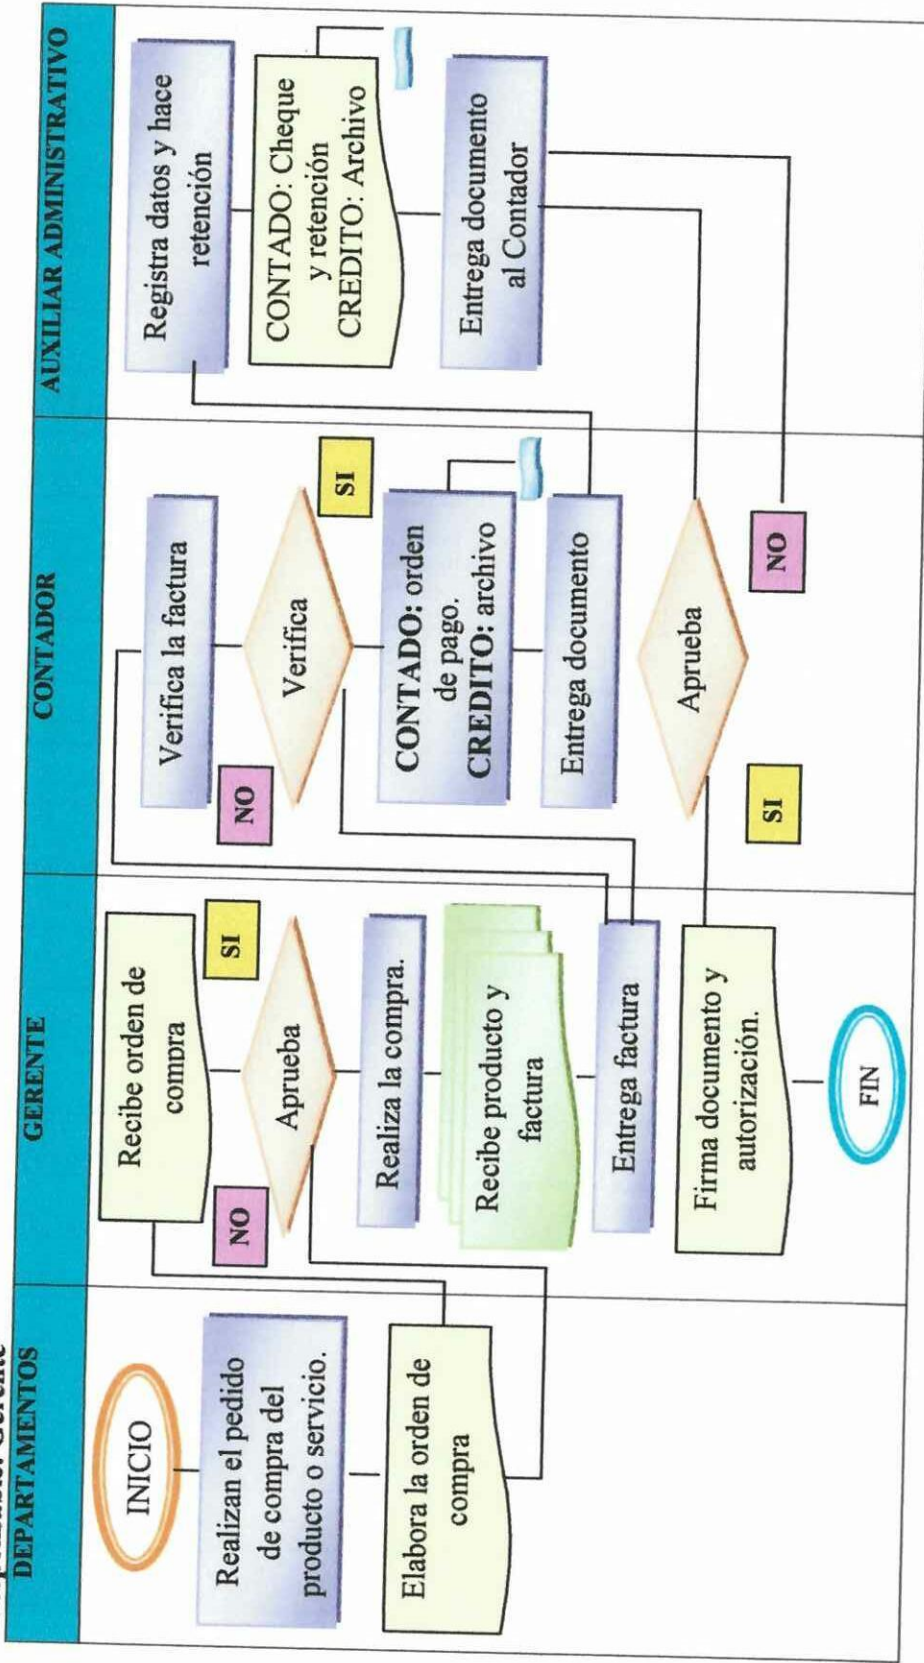 Gerente
DEPARTAMENTOS
GERENTE
CONTADOR
AUXILIAR ADMINISTRATIVO
INICIO
Realizan el pedido
de compra del
producto o servicio.
Elabora la orden de
compra
Recibe orden de
compra
NO
SI
Aprueba
Realiza la compra.
Recibe producto y
factura
Entrega factura
Firma documento y
autorización.
FIN
Verifica la factura
NO
SI
Verifica
CONTADO: orden
de pago.
CREDITO: archivo
Entrega documento
Aprueba
SI
NO
Registra datos y hace
retención
CONTADO: Cheque
y retención
CREDITO: Archivo
Entrega documento
al Contador